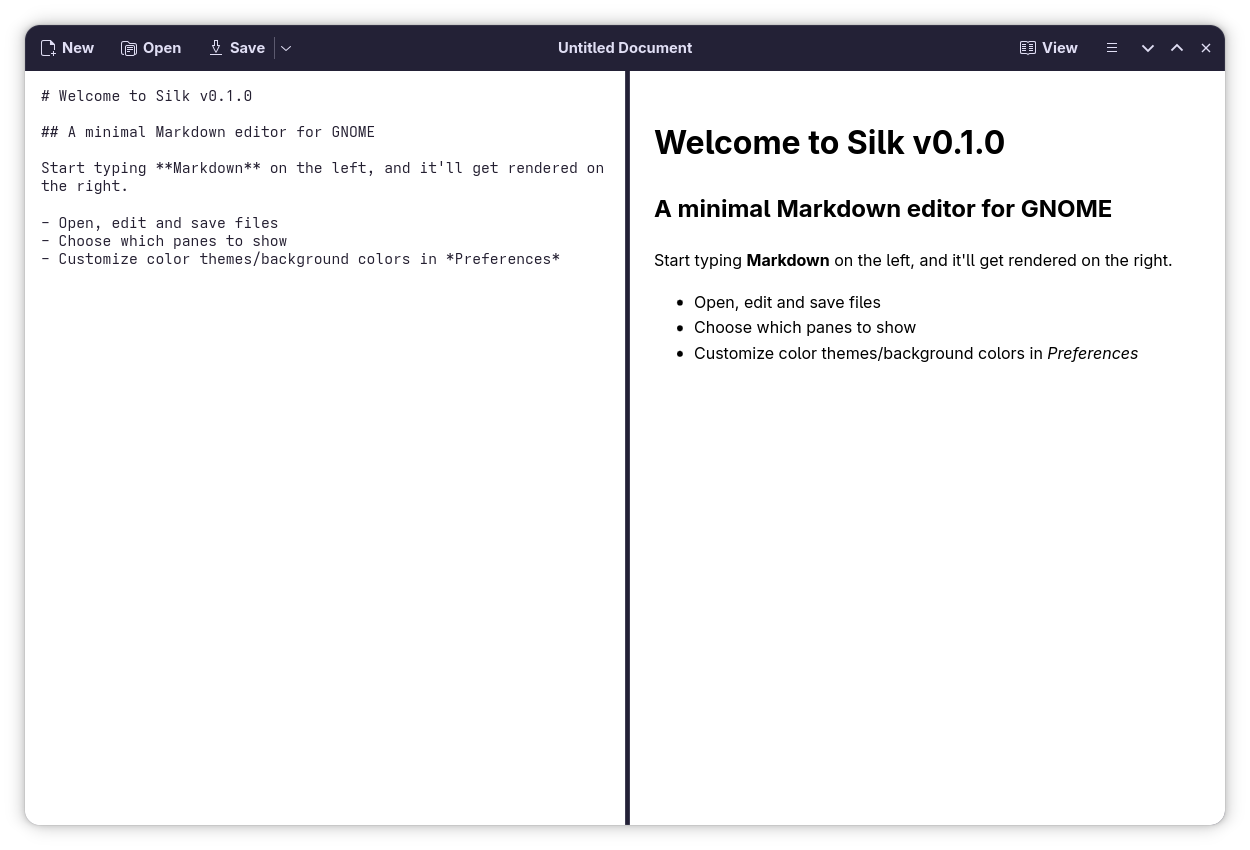 New Open Save Untitled Document View
# Welcome to Silk v0.1.0
## A minimal Markdown editor for GNOME
Start typing **Markdown** on the left, and it'll get rendered on
the right.
- Open, edit and save files
- Choose which panes to show
- Customize color themes/background colors in *Preferences*
Welcome to Silk v0.1.0
A minimal Markdown editor for GNOME
Start typing Markdown on the left, and it'll get rendered on the right.
• Open, edit and save files
• Choose which panes to show
• Customize color themes/background colors in Preferences